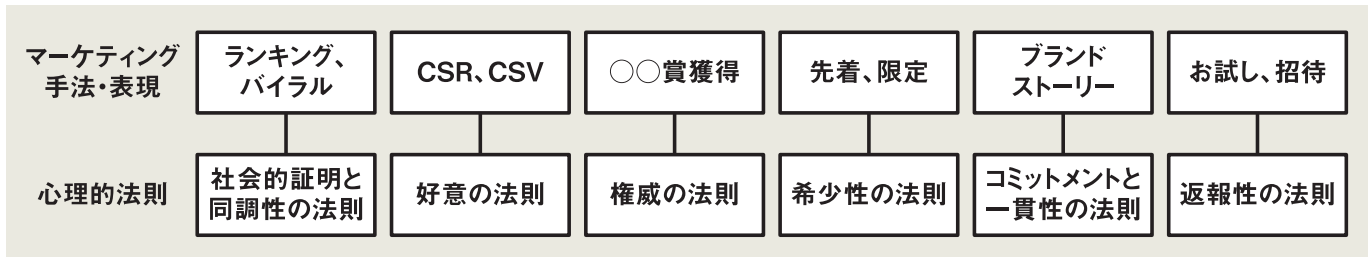 マーケティング
手法・表現
ランキング、
バイラル
CSR、CSV
○○賞獲得
先着、限定
ブランド
ストーリー
お試し、招待
心理的法則
社会的証明と
同調性の法則
好意の法則
権威の法則
希少性の法則
コミットメントと
一貫性の法則
返報性の法則